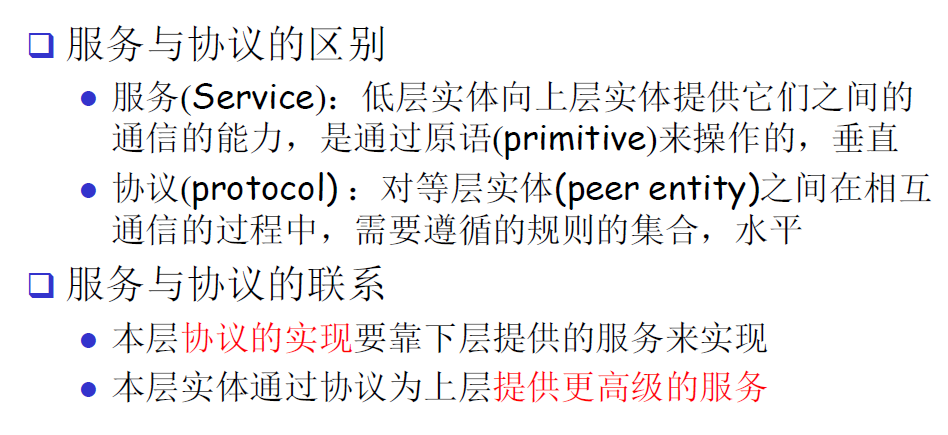 服务与协议的区别
服务(Service)：低层实体向上层实体提供它们之间的
通信的能力，是通过原语(primitive)来操作的，垂直
协议(protocol)：对等层实体(peer entity)之间在相互
通信的过程中，需要遵循的规则的集合，水平
服务与协议的联系
本层协议的实现要靠下层提供的服务来实现
本层实体通过协议为上层提供更高级的服务